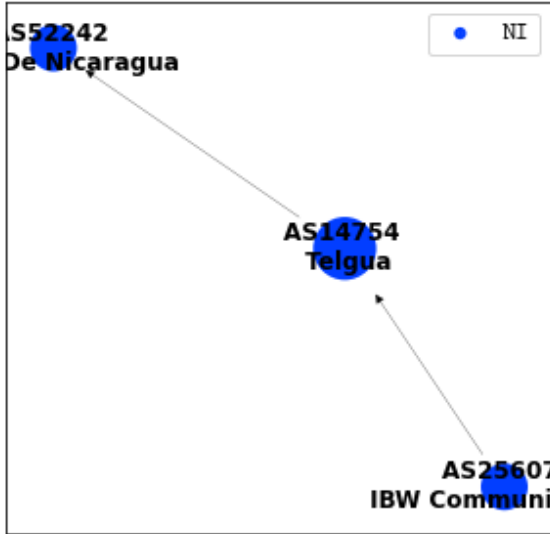 AS52242
De Nicaragua
NI
AS14754
Telgua
AS25607
IBW Communi